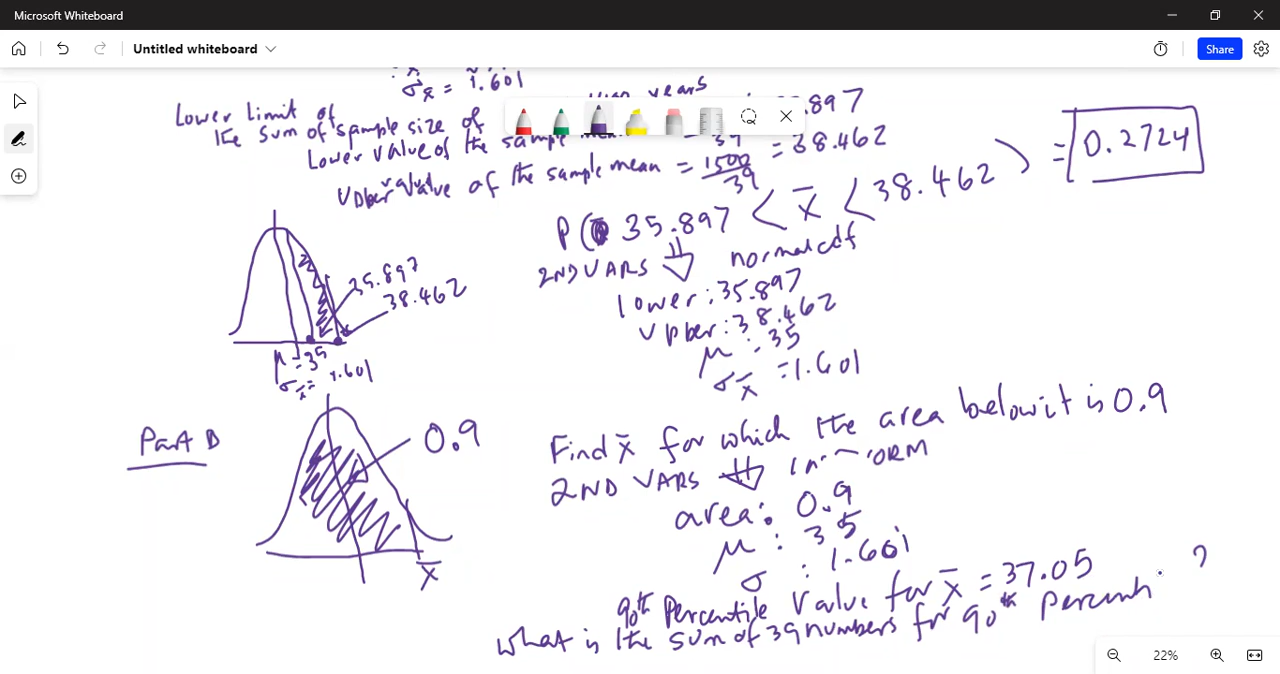 Microsoft Whiteboard
Untitled whiteboard
Share
σx̄ = 1.601
Lower Limit of
the sum of sample size of years
Lower value of the sample = 38.462
Upper value of the sample mean = 1500/39
= 0.2724
P( 35.897 < x̄ < 38.462 )
2ND VARS normalcdf
lower: 35.897
upper: 38.462
μ : 35
σx̄ = 1.601
35.897
38.462
μ = 35
σx̄ = 1.601
Part B
0.9
x̄
Find x̄ for which the area below it is 0.9
2ND VARS
area: 0.9
μ : 35
σ : 1.601
90th Percentile Value for x̄ = 37.05
What is the sum of 39 numbers for 90th Percenti ?
22%